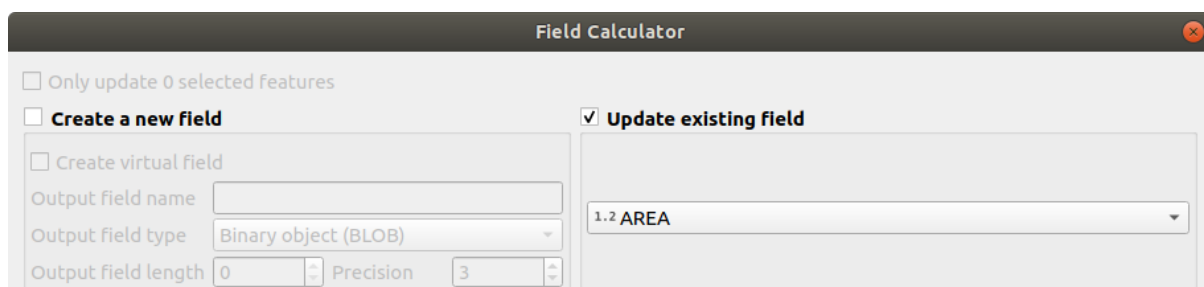 Field Calculator
Only update 0 selected features
Create a new field
Update existing field
Create virtual field
Output field name
1.2 AREA
Output field type Binary object (BLOB)
Output field length 0 Precision 3